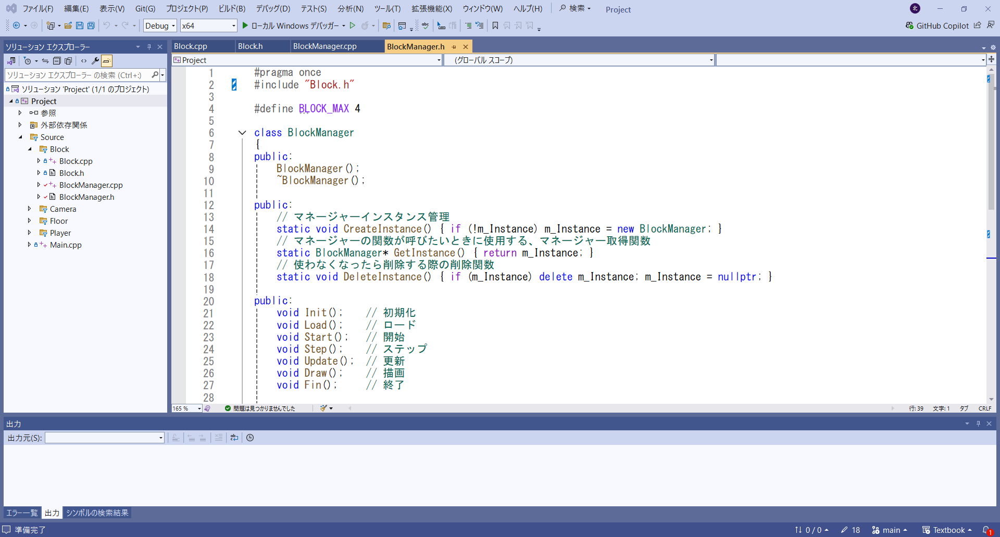 ファイル(F) 編集(E) 表示(V) Git(G) プロジェクト(P) ビルド(B) デバッグ(D) テスト(S) 分析(N) ツール(T) 拡張機能(X) ウィンドウ(W) ヘルプ(H) 検索 Project 北
Debug x64 ローカル Windows デバッガー GitHub Copilot
ソリューション エクスプローラー
ソリューション エクスプローラー の検索 (Ctrl+:)
ソリューション 'Project' (1/1 のプロジェクト)
Project
参照
外部依存関係
Source
Block
Block.cpp
Block.h
BlockManager.cpp
BlockManager.h
Camera
Floor
Player
Main.cpp
Block.cpp Block.h BlockManager.cpp BlockManager.h
Project (グローバル スコープ)
1 #pragma once
2 #include "Block.h"
3
4 #define BLOCK_MAX 4
5
6 class BlockManager
7 {
8 public:
9 BlockManager();
10 ~BlockManager();
11
12 public:
13 // マネージャーインスタンス管理
14 static void CreateInstance() { if (!m_Instance) m_Instance = new BlockManager; }
15 // マネージャーの関数が呼びたいときに使用する、マネージャー取得関数
16 static BlockManager* GetInstance() { return m_Instance; }
17 // 使わなくなったら削除する際の削除関数
18 static void DeleteInstance() { if (m_Instance) delete m_Instance; m_Instance = nullptr; }
19
20 public:
21 void Init(); // 初期化
22 void Load(); // ロード
23 void Start(); // 開始
24 void Step(); // ステップ
25 void Update(); // 更新
26 void Draw(); // 描画
27 void Fin(); // 終了
28
165 % 問題は見つかりませんでした 行: 39 文字: 1 タブ CRLF
出力
出力元(S):
エラー一覧 出力 シンボルの検索結果
準備完了 0 / 0 18 main Textbook 1